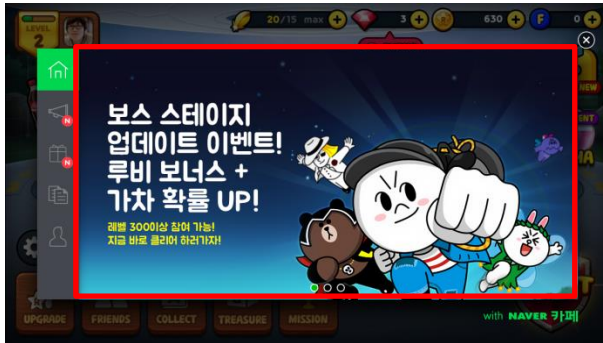 LEVEL
2
20/15 max
3
630
F
0
NEW
N
N
보스 스테이지
업데이트 이벤트!
루비 보너스 +
가차 확률 UP!
레벨 300이상 참여 가능!
지금 바로 클리어 하러가자!
UPGRADE
FRIENDS
COLLECT
TREASURE
MISSION
with NAVER 카페